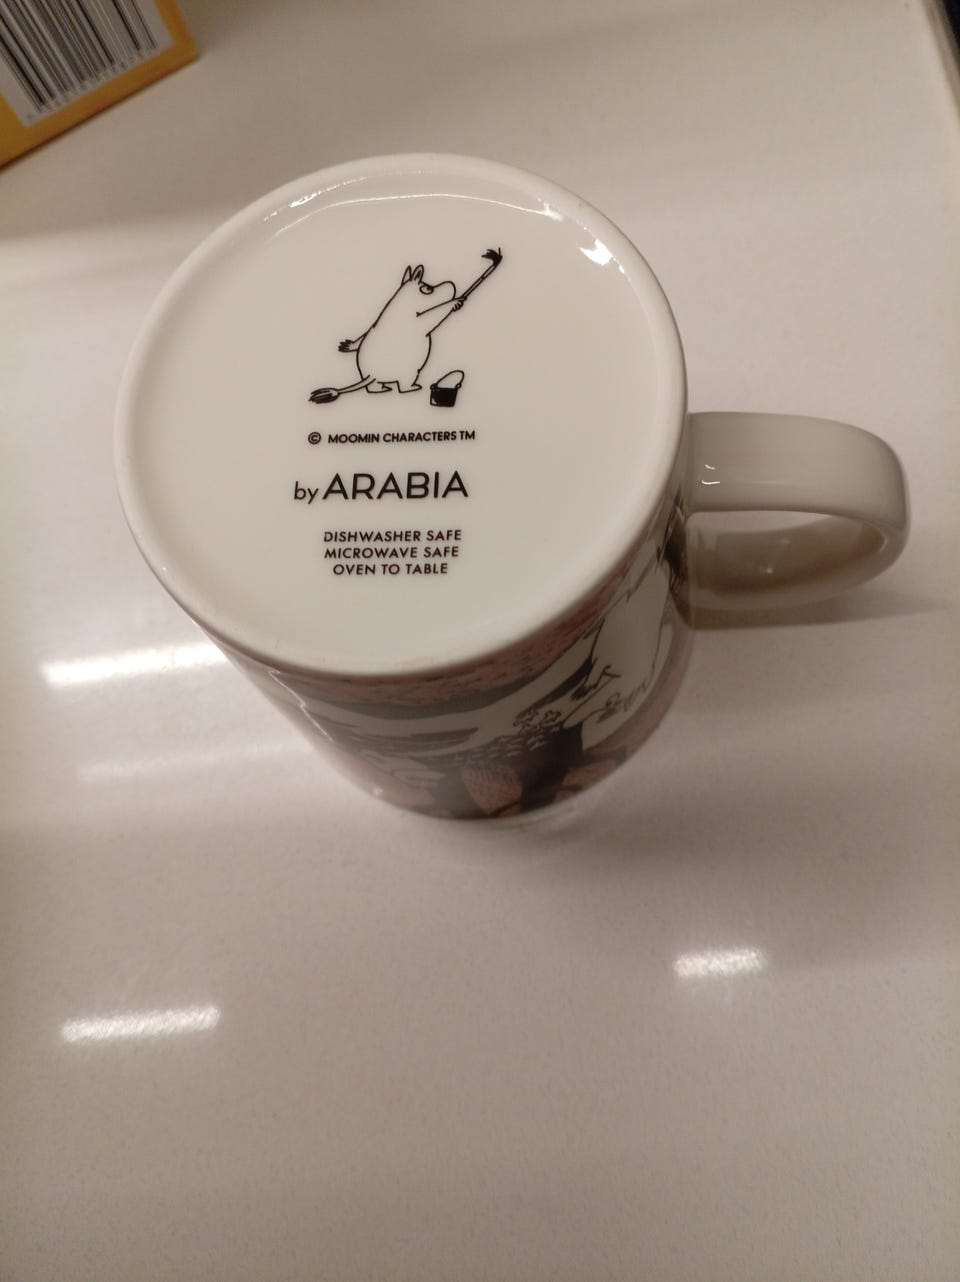 © MOOMIN CHARACTERS TM
by ARABIA
DISHWASHER SAFE
MICROWAVE SAFE
OVEN TO TABLE